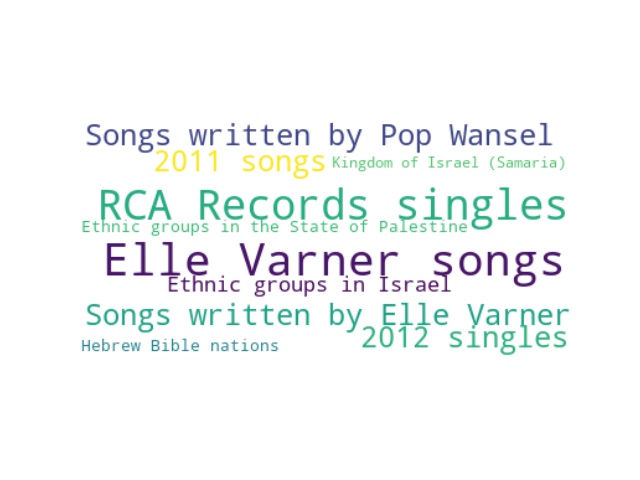 Songs written by Pop Wansel
2011 songs
Kingdom of Israel (Samaria)
RCA Records singles
Ethnic groups in the State of Palestine
Elle Varner songs
Ethnic groups in Israel
Songs written by Elle Varner
2012 singles
Hebrew Bible nations